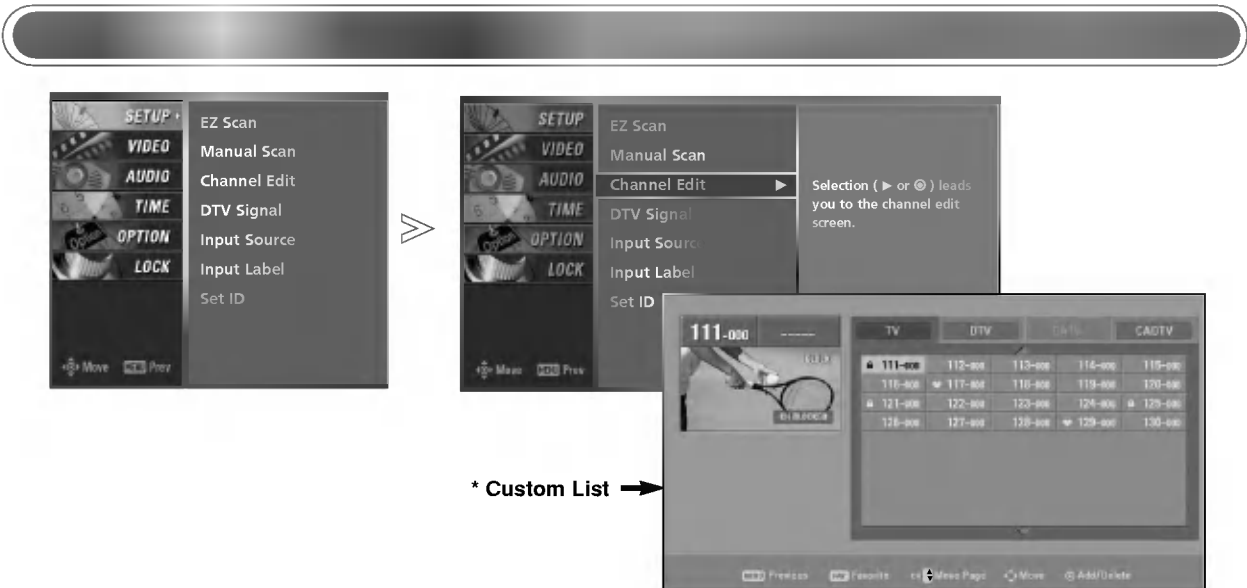 SETUP
VIDEO
AUDIO
TIME
OPTION
LOCK
EZ Scan
Manual Scan
Channel Edit
DTV Signal
Input Source
Input Label
Set ID
Move MENU Prev
SETUP
VIDEO
AUDIO
TIME
OPTION
LOCK
EZ Scan
Manual Scan
Channel Edit ▶
DTV Signal
Input Source
Input Label
Set ID
Move MENU Prev
Selection ( ▶ or ◉ ) leads
you to the channel edit
screen.
* Custom List
111-000 -----
TV DTV CADTV
111-000 112-000 113-000 114-000 115-000
116-000 117-000 118-000 119-000 120-000
121-000 122-000 123-000 124-000 125-000
126-000 127-000 128-000 129-000 130-000
MENU Previous FAV Favorite CH Move Page Move Add/Delete